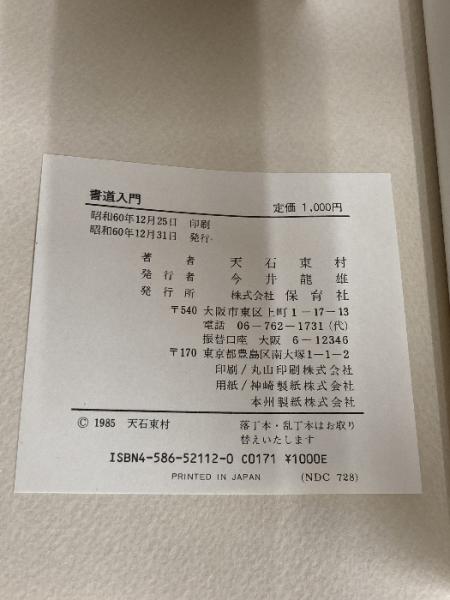 書道入門 定価 1,000円
昭和60年12月25日 印刷
昭和60年12月31日 発行
著者 天石東村
発行者 今井龍雄
発行所 株式会社 保育社
〒540 大阪市東区上町1-17-13
電話 06-762-1731(代)
振替口座 大阪 6-12346
〒170 東京都豊島区南大塚1-1-2
印刷/丸山印刷株式会社
用紙/神崎製紙株式会社
本州製紙株式会社
© 1985 天石東村 落丁本・乱丁本はお取り
替えいたします
ISBN4-586-52112-0 C0171 ¥1000E
PRINTED IN JAPAN (NDC 728)